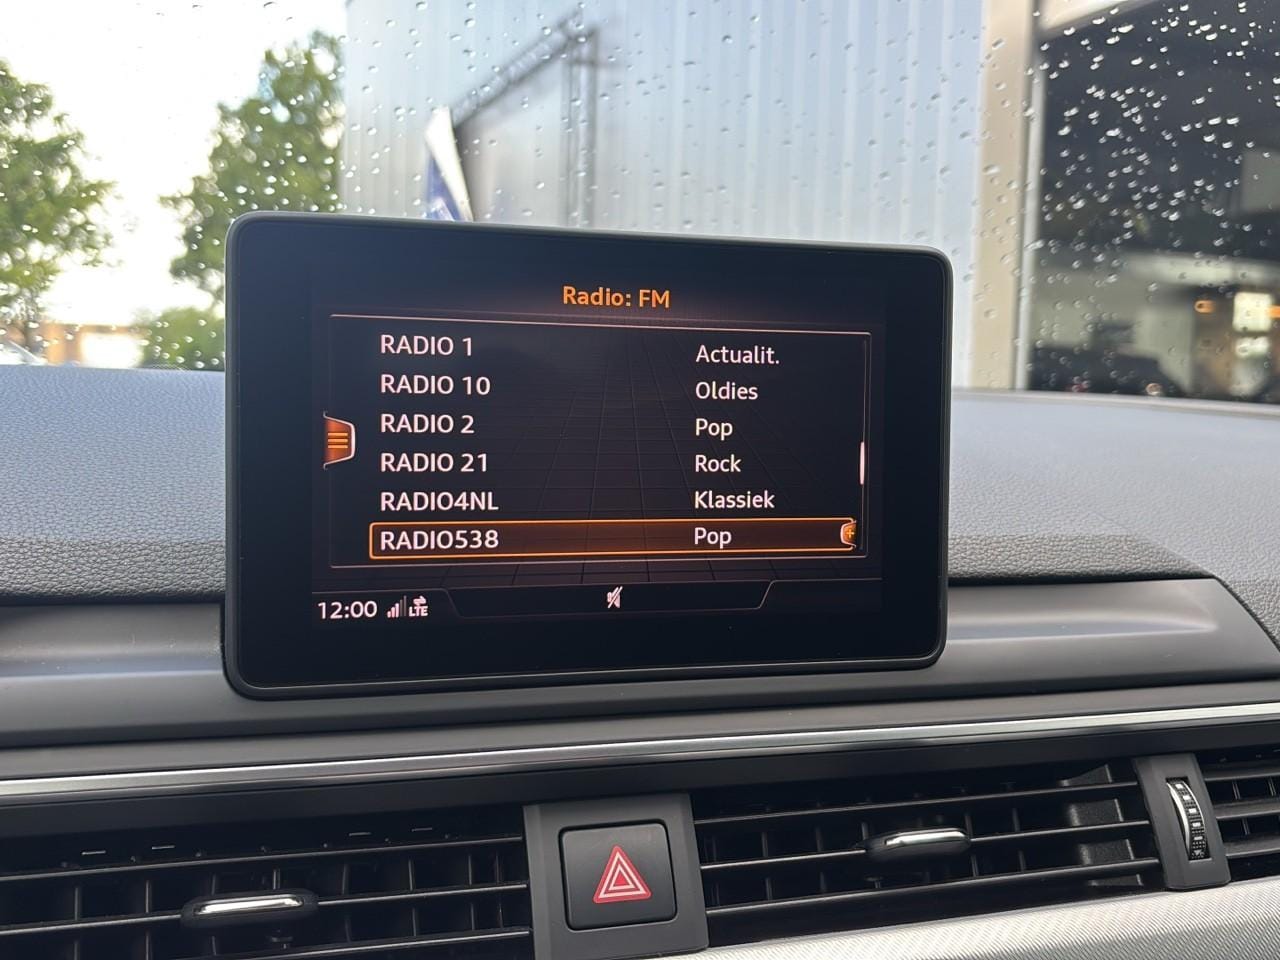 Radio: FM
RADIO 1 Actualit.
RADIO 10 Oldies
RADIO 2 Pop
RADIO 21 Rock
RADIO4NL Klassiek
RADIO538 Pop
12:00 LTE